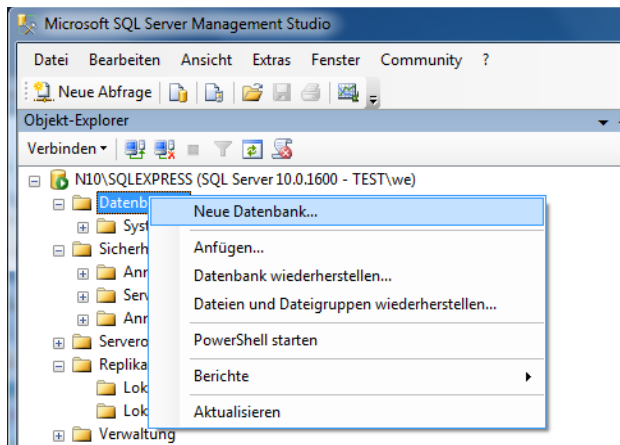 Microsoft SQL Server Management Studio
Datei Bearbeiten Ansicht Extras Fenster Community ?
Neue Abfrage
Objekt-Explorer
Verbinden
N10\SQLEXPRESS (SQL Server 10.0.1600 - TEST\we)
Datenb
Neue Datenbank...
Syst
Sicherh
Anfügen...
Anr
Datenbank wiederherstellen...
Serv
Dateien und Dateigruppen wiederherstellen...
Anr
Servero
PowerShell starten
Replika
Lok
Berichte
Lok
Aktualisieren
Verwaltung